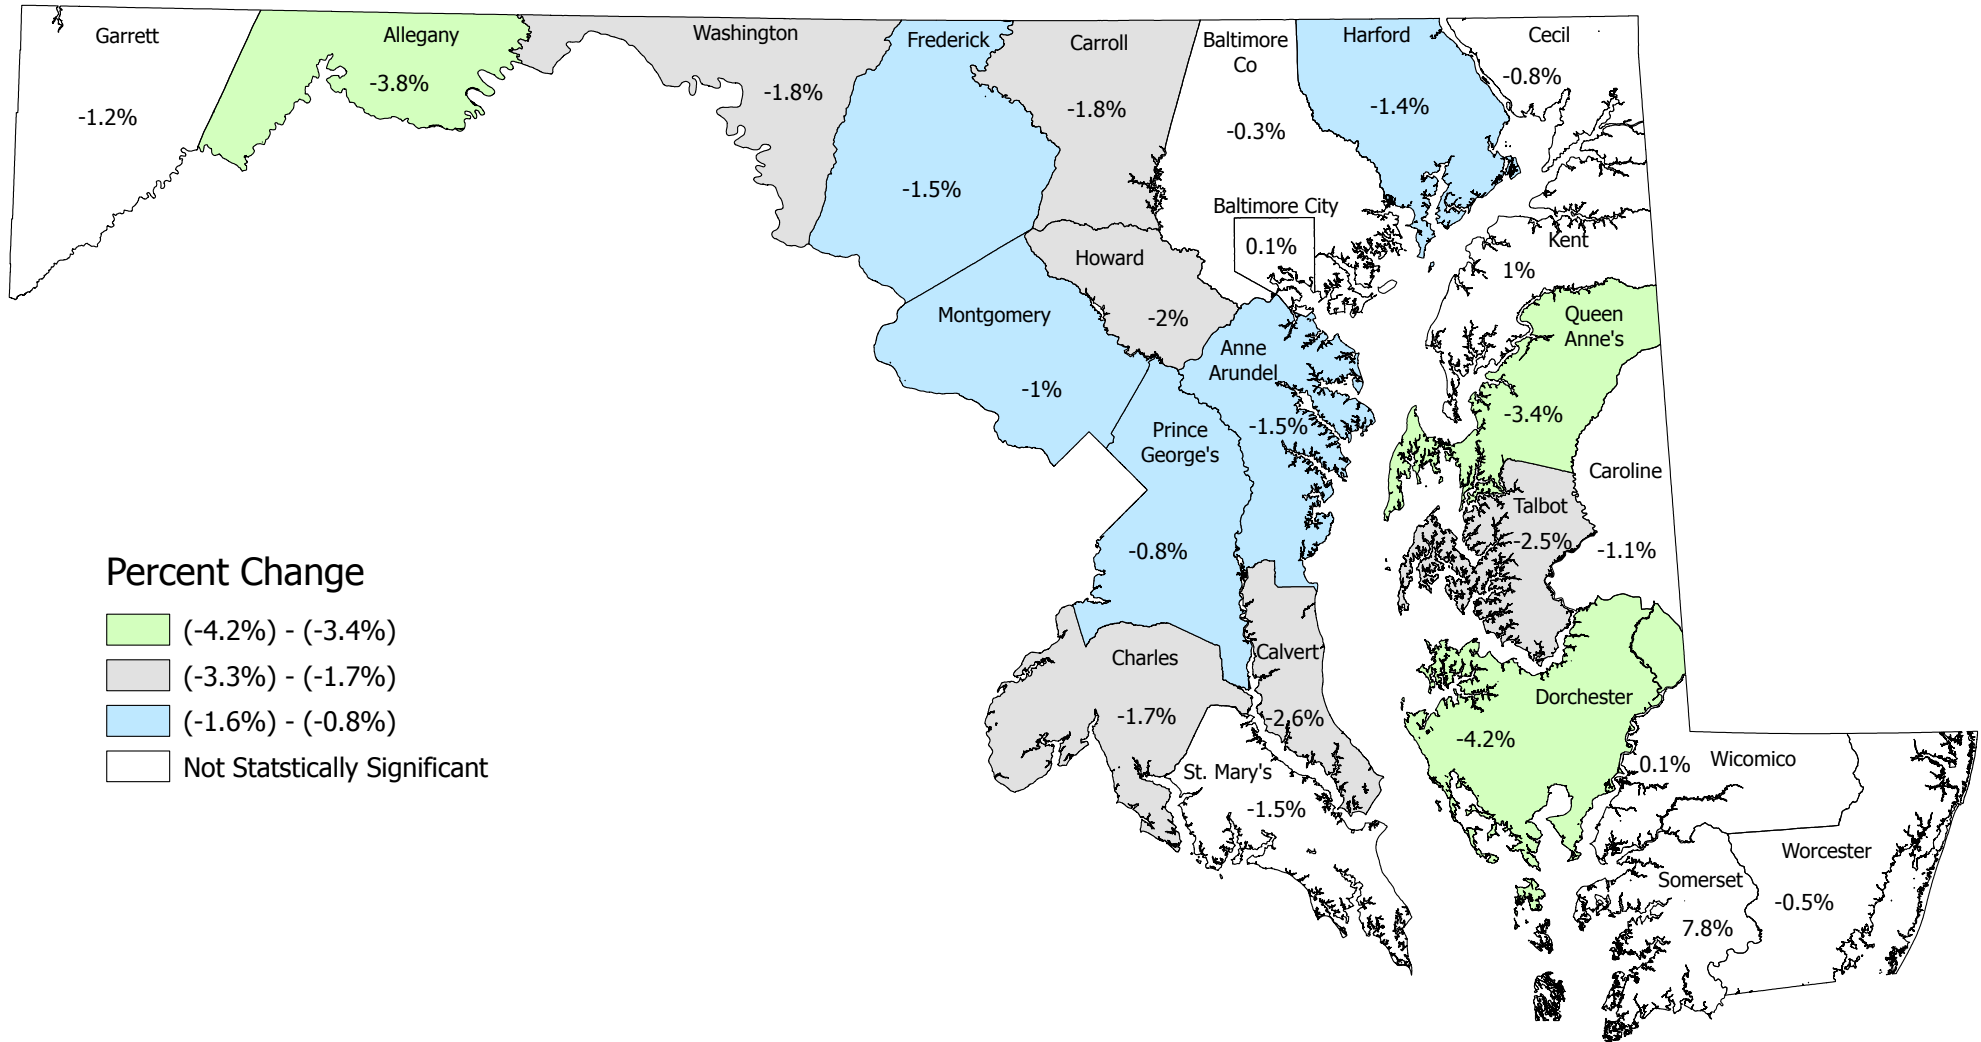 Garrett
-1.2%
Allegany
-3.8%
Washington
-1.8%
Frederick
-1.5%
Carroll
-1.8%
Baltimore
Co
-0.3%
Harford
-1.4%
Cecil
-0.8%
Baltimore City
0.1%
Kent
1%
Howard
-2%
Montgomery
-1%
Anne
Arundel
-1.5%
Queen
Anne's
-3.4%
Prince
George's
-0.8%
Caroline
-1.1%
Talbot
-2.5%
Charles
-1.7%
Calvert
-2.6%
Dorchester
-4.2%
St. Mary's
-1.5%
Wicomico
0.1%
Worcester
-0.5%
Somerset
7.8%
Percent Change
(-4.2%) - (-3.4%)
(-3.3%) - (-1.7%)
(-1.6%) - (-0.8%)
Not Statstically Significant